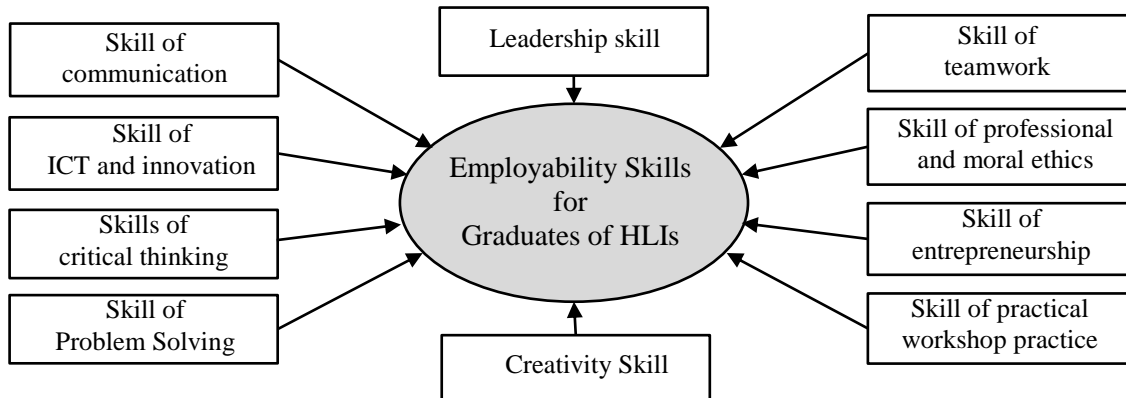 Skill of
communication
Leadership skill
Skill of
teamwork
Skill of
ICT and innovation
Skill of professional
and moral ethics
Employability Skills
for
Graduates of HLIs
Skills of
critical thinking
Skill of
entrepreneurship
Skill of
Problem Solving
Skill of practical
workshop practice
Creativity Skill